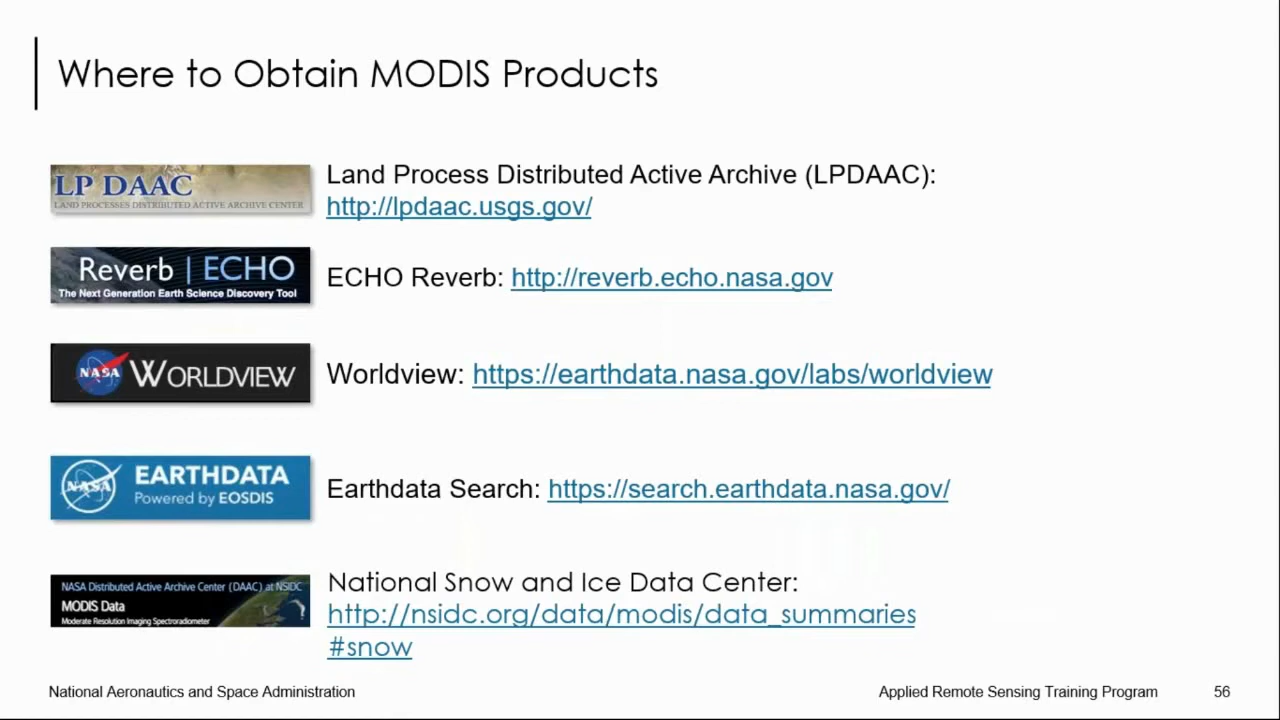 Where to Obtain MODIS Products
LP DAAC
LAND PROCESSES DISTRIBUTED ACTIVE ARCHIVE CENTER
Land Process Distributed Active Archive (LPDAAC):
http://lpdaac.usgs.gov/
Reverb | ECHO
The Next Generation Earth Science Discovery Tool
ECHO Reverb: http://reverb.echo.nasa.gov
NASA WORLDVIEW
Worldview: https://earthdata.nasa.gov/labs/worldview
NASA
EARTHDATA
Powered by EOSDIS
Earthdata Search: https://search.earthdata.nasa.gov/
NASA Distributed Active Archive Center (DAAC) at NSIDC
MODIS Data
Moderate Resolution Imaging Spectroradiometer
National Snow and Ice Data Center:
http://nsidc.org/data/modis/data_summaries
#snow
National Aeronautics and Space Administration
Applied Remote Sensing Training Program
56